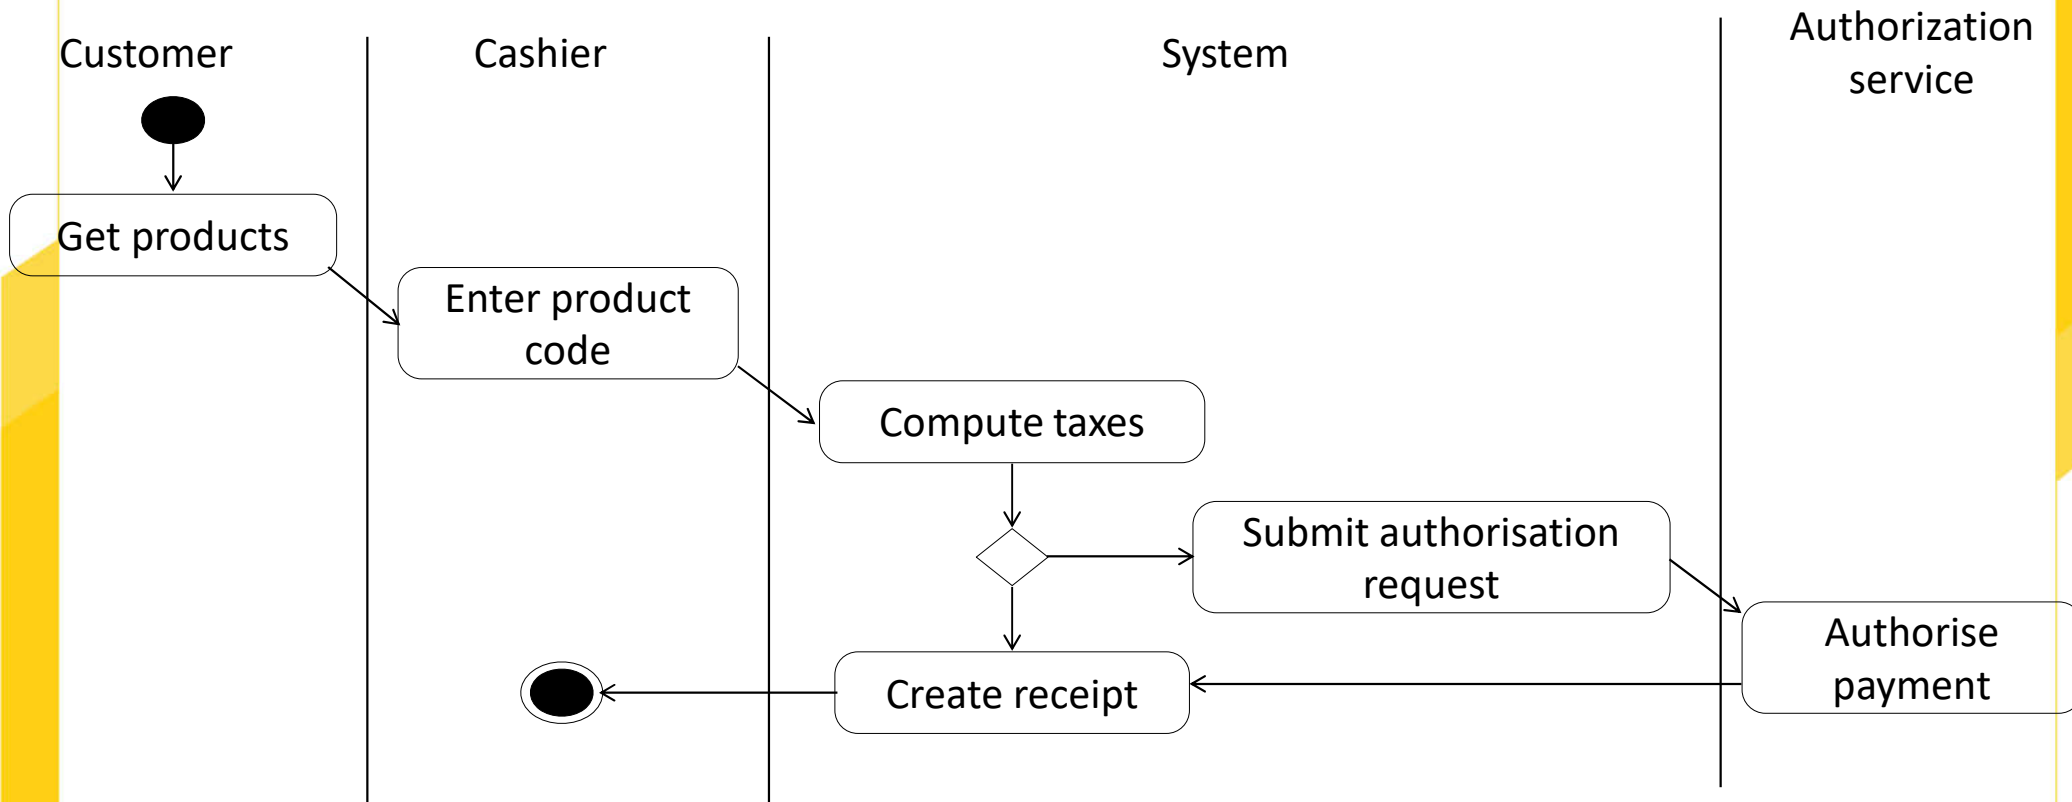 Customer
Cashier
System
Authorization
service
Get products
Enter product
code
Compute taxes
Submit authorisation
request
Authorise
payment
Create receipt